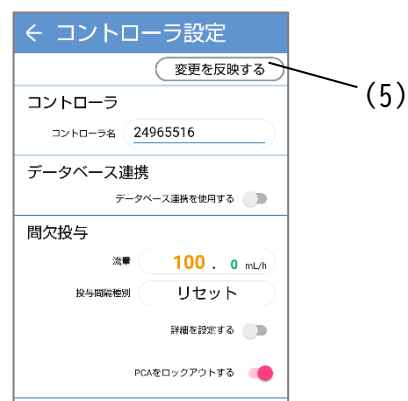 ← コントローラ設定
変更を反映する
(5)
コントローラ
コントローラ名 24965516
データベース連携
データベース連携を使用する
間欠投与
流量 100 . 0 mL/h
投与間隔種別 リセット
詳細を設定する
PCAをロックアウトする